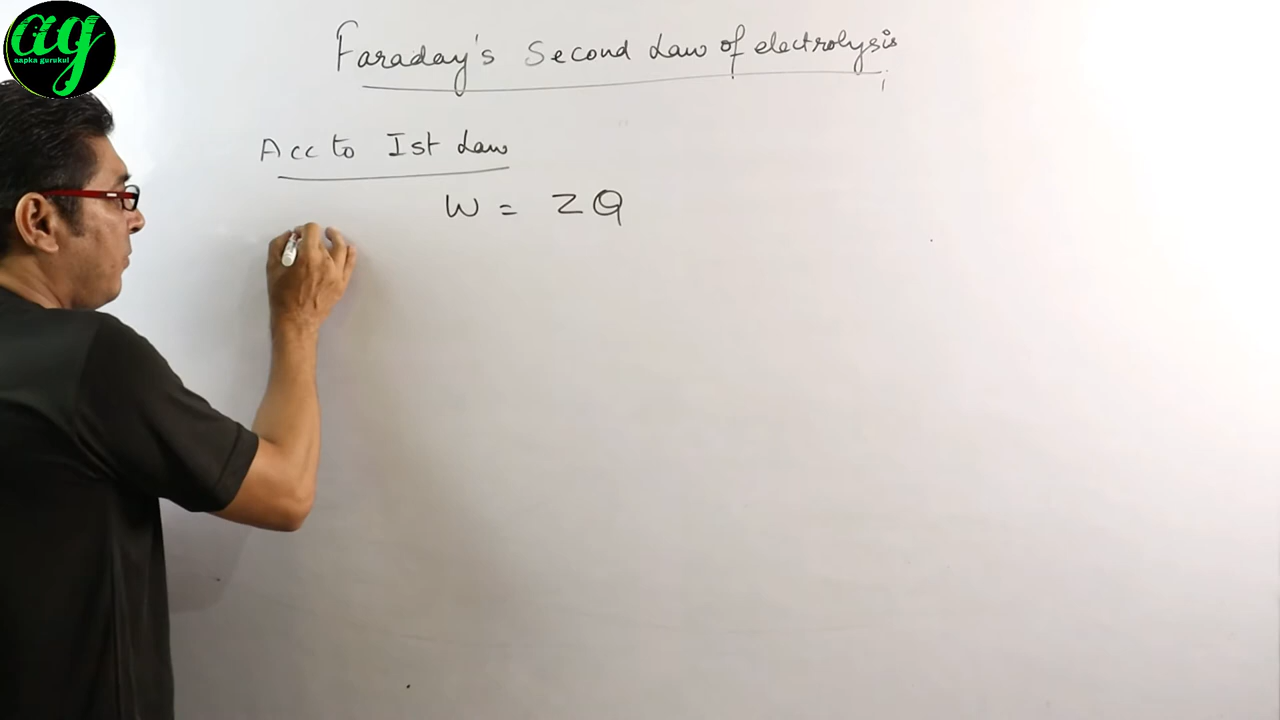 ag
aapka gurukul
Faraday's Second Law of electrolysis
Acc to Ist Law
W = ZQ